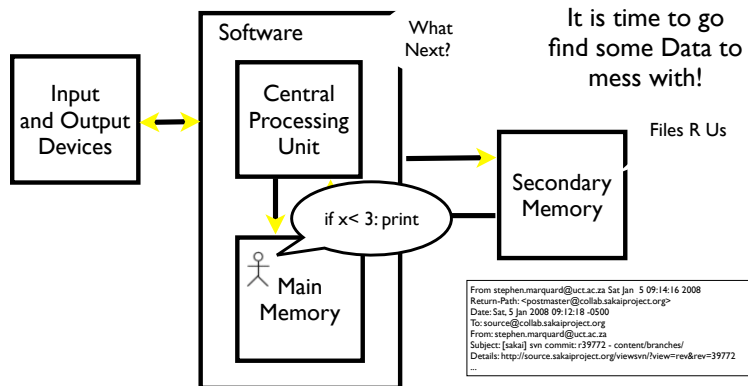 Software
What
Next?
It is time to go
find some Data to
mess with!
Input
and Output
Devices
Central
Processing
Unit
Files R Us
Secondary
Memory
if x< 3: print
Main
Memory
From stephen.marquard@uct.ac.za Sat Jan  5 09:14:16 2008
Return-Path: <postmaster@collab.sakaiproject.org>
Date: Sat, 5 Jan 2008 09:12:18 -0500
To: source@collab.sakaiproject.org
From: stephen.marquard@uct.ac.za
Subject: [sakai] svn commit: r39772 - content/branches/
Details: http://source.sakaiproject.org/viewsvn/?view=rev&rev=39772
...